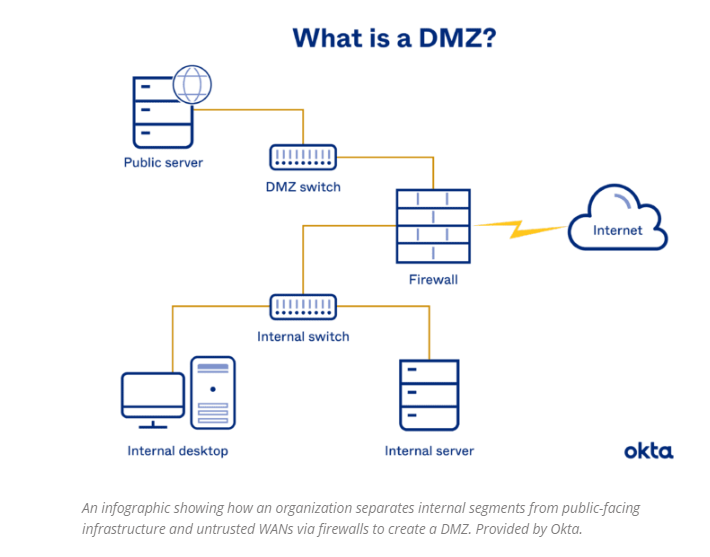 What is a DMZ?
Public server
DMZ switch
Internet
Firewall
Internal switch
Internal desktop
Internal server
okta
An infographic showing how an organization separates internal segments from public-facing
infrastructure and untrusted WANs via firewalls to create a DMZ. Provided by Okta.